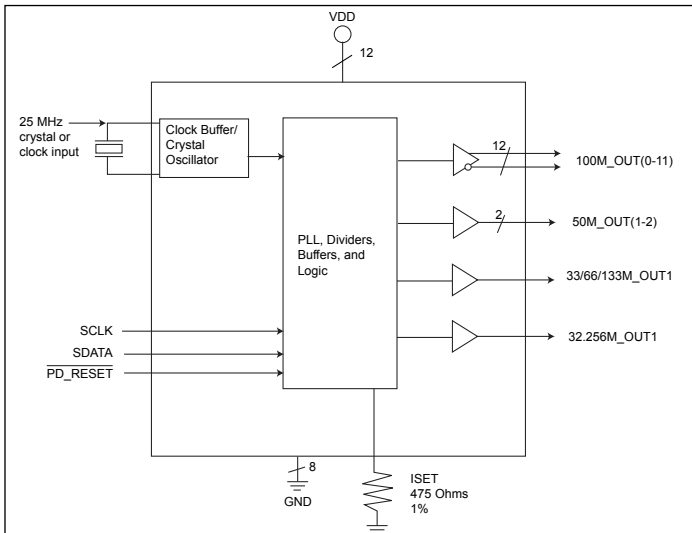 VDD
12
25 MHz
crystal or
clock input
Clock Buffer/
Crystal
Oscillator
PLL, Dividers,
Buffers, and
Logic
12
100M_OUT(0-11)
2
50M_OUT(1-2)
33/66/133M_OUT1
32.256M_OUT1
SCLK
SDATA
PD_RESET
8
GND
ISET
475 Ohms
1%